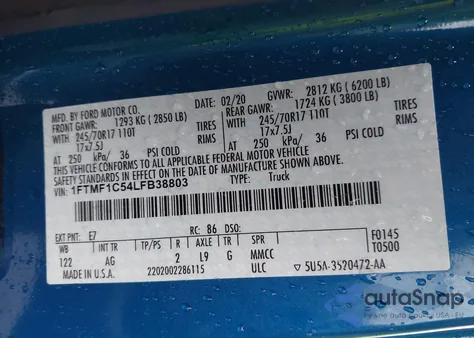 MFD. BY FORD MOTOR CO.
02/20 GVWR: 2812 KG ( 6200 LB)
FRONT GAWR: 1293 KG ( 2850 LB) REAR GAWR: 1724 KG ( 3800 LB)
245/70R17 110T TIRES 245/70R17 110T TIRES
17x7.5J RIMS 17x7.5J RIMS
AT 250 kPa/ 36 PSI COLD AT 250 kPa/ 36 PSI COLD
THIS VEHICLE CONFORMS TO ALL APPLICABLE FEDERAL MOTOR VEHICLE
SAFETY AND THEFT PREVENTION STANDARDS IN EFFECT ON THE DATE OF MANUFACTURE SHOWN ABOVE.
VIN: 1FTMF1C54LFB38803 TYPE: Truck
EXT PNT: E7 RC: 86 DSO: F0145
WB INT TR TP/PS R AXLE TR SPR T0500
122 AG 2 L9 G MMCC
MADE IN U.S.A. 2202002286115 ULC 5U5A-3520472-AA
autoSnap